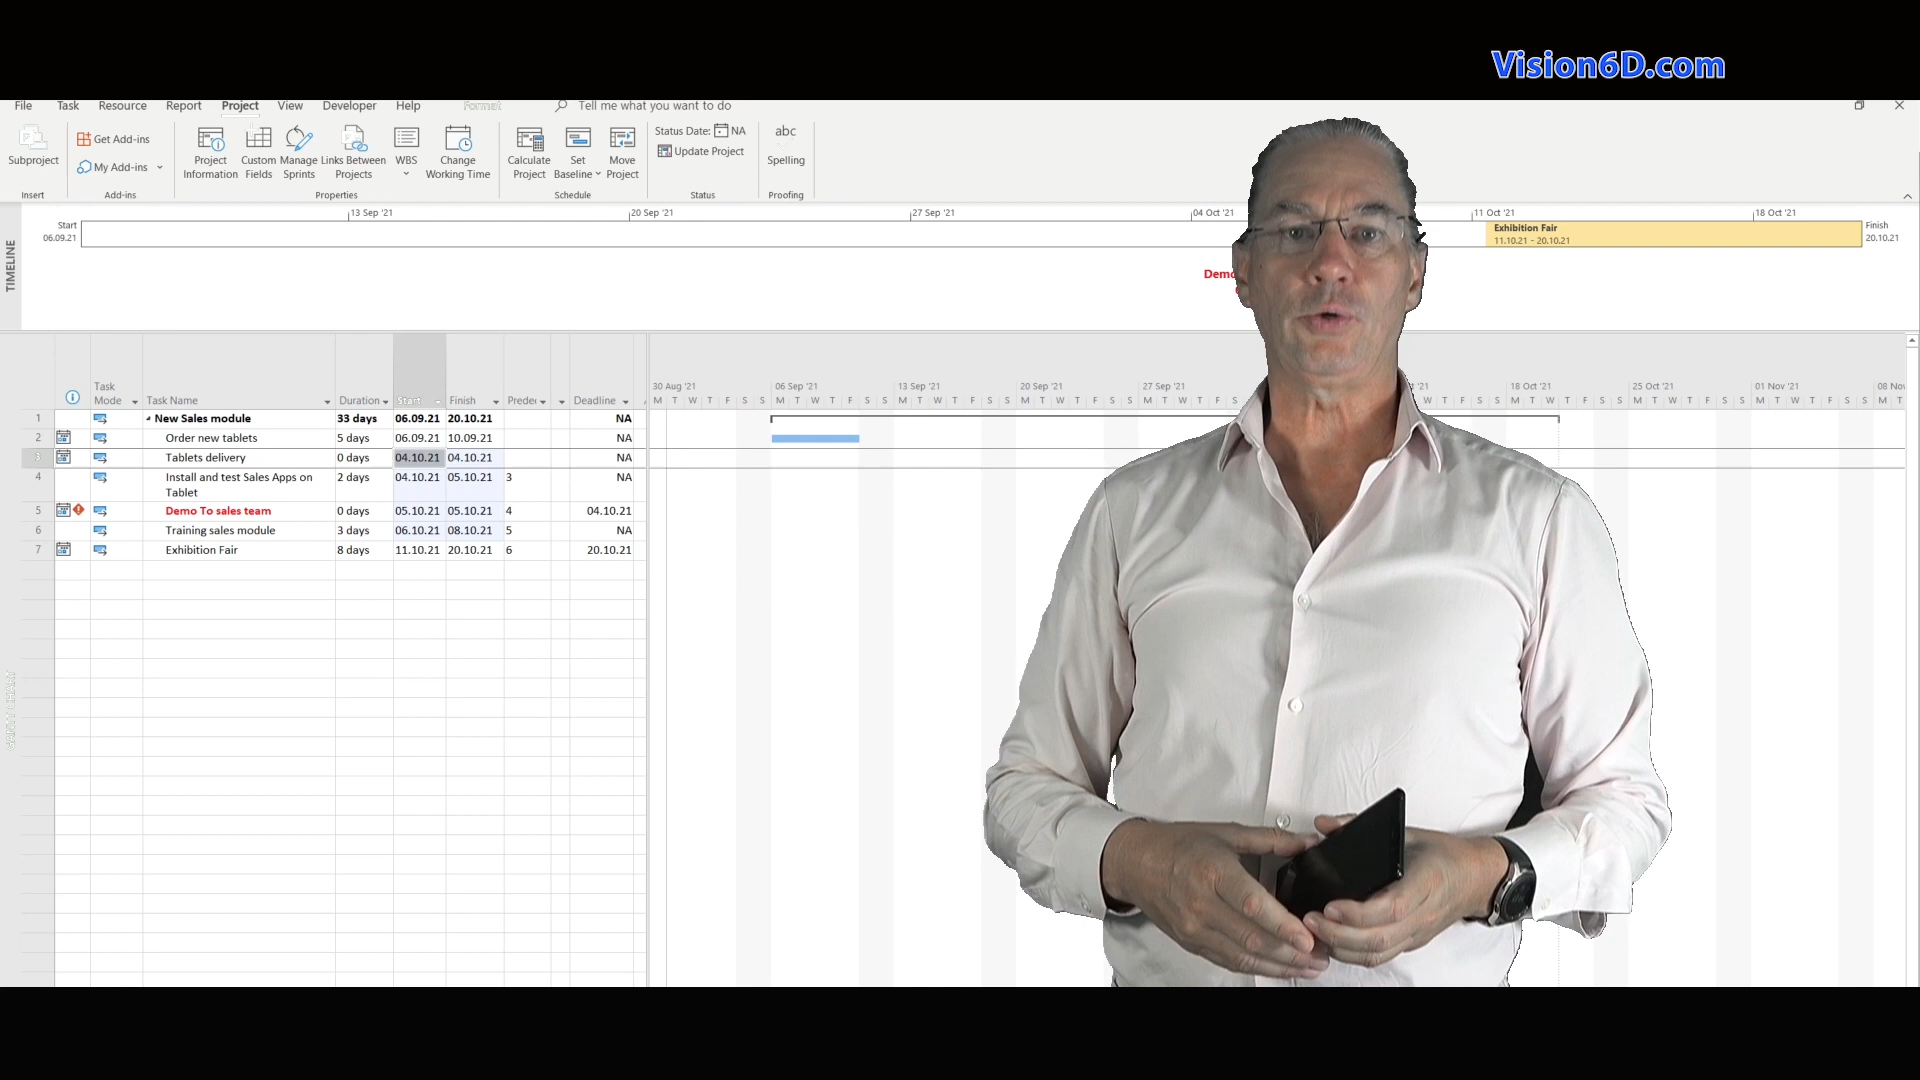 Vision6D.com
File Task Resource Report Project View Developer Help Format Tell me what you want to do
Subproject
Insert
Get Add-ins
My Add-ins
Add-ins
Project Information
Custom Fields
Manage Sprints
Links Between Projects
WBS
Change Working Time
Properties
Calculate Project
Set Baseline
Move Project
Schedule
Status Date: NA
Update Project
Status
abc
Spelling
Proofing
TIMELINE
13 Sep '21 20 Sep '21 27 Sep '21 04 Oct '21 11 Oct '21 18 Oct '21
Start
06.09.21
Exhibition Fair
11.10.21 - 20.10.21
Finish
20.10.21
Demo
Task Mode Task Name Duration Start Finish Prede Deadline
1 New Sales module 33 days 06.09.21 20.10.21 NA
2 Order new tablets 5 days 06.09.21 10.09.21 NA
3 Tablets delivery 0 days 04.10.21 04.10.21 NA
4 Install and test Sales Apps on Tablet 2 days 04.10.21 05.10.21 3 NA
5 Demo To sales team 0 days 05.10.21 05.10.21 4 04.10.21
6 Training sales module 3 days 06.10.21 08.10.21 5 NA
7 Exhibition Fair 8 days 11.10.21 20.10.21 6 20.10.21
30 Aug '21 06 Sep '21 13 Sep '21 20 Sep '21 27 Sep '21 18 Oct '21 25 Oct '21 01 Nov '21 08 Nov
M T W T F S S M T W T F S S M T W T F S S M T W T F S S M T W T F S W T F S S M T W T F S S M T W T F S S M T W T F S S M T
GANTT CHART